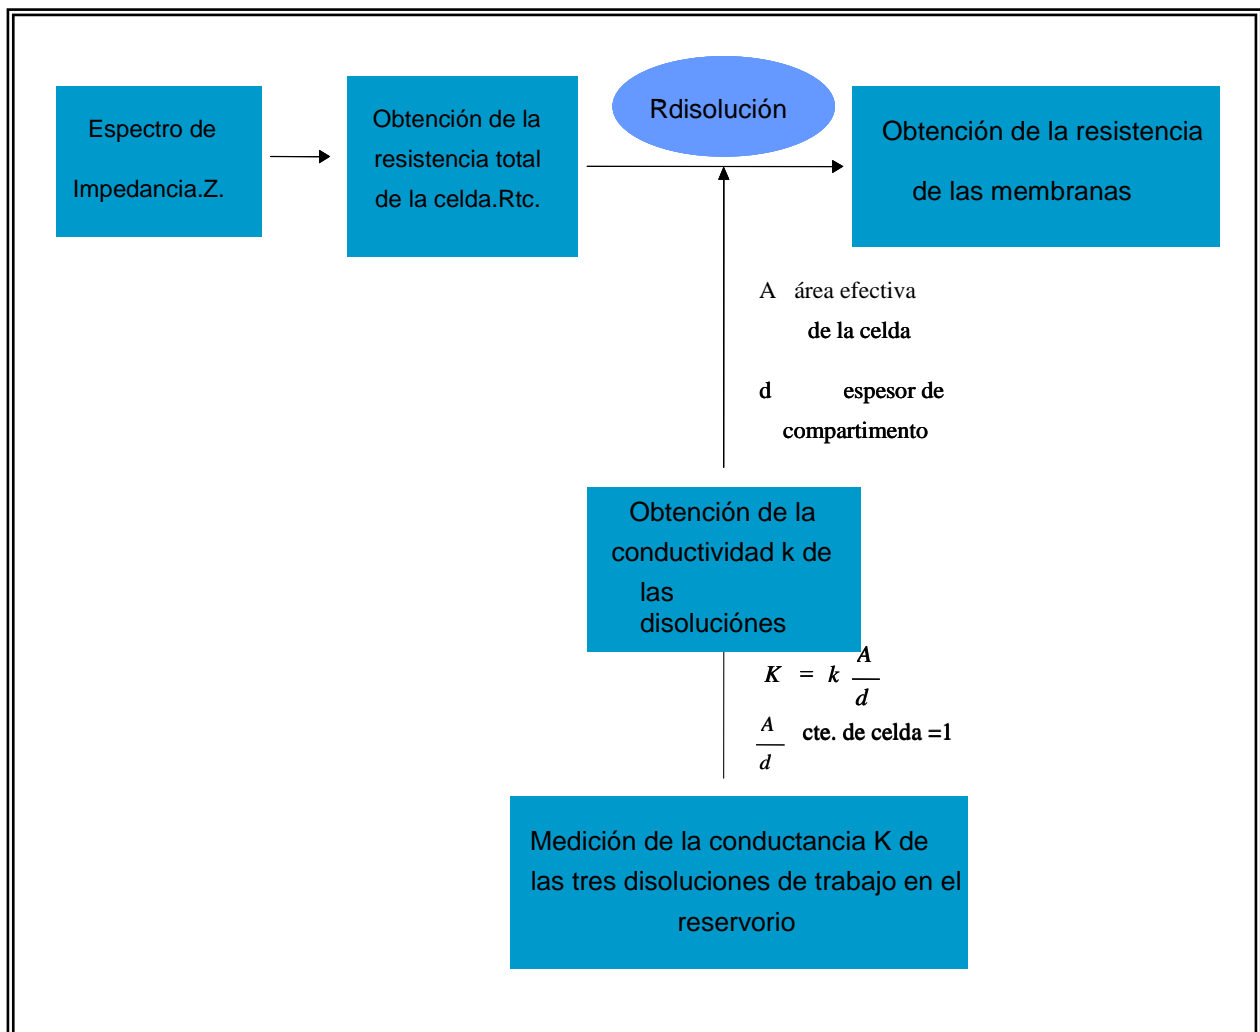 Espectro de
Impedancia.Z.
Obtención de la
resistencia total
de la celda.Rtc.
Rdisolución
Obtención de la resistencia
de las membranas
A área efectiva
de la celda
d espesor de
compartimento
Obtención de la
conductividad k de
las
disoluciónes
K = k A
d
A cte. de celda =1
d
Medición de la conductancia K de
las tres disoluciones de trabajo en el
reservorio